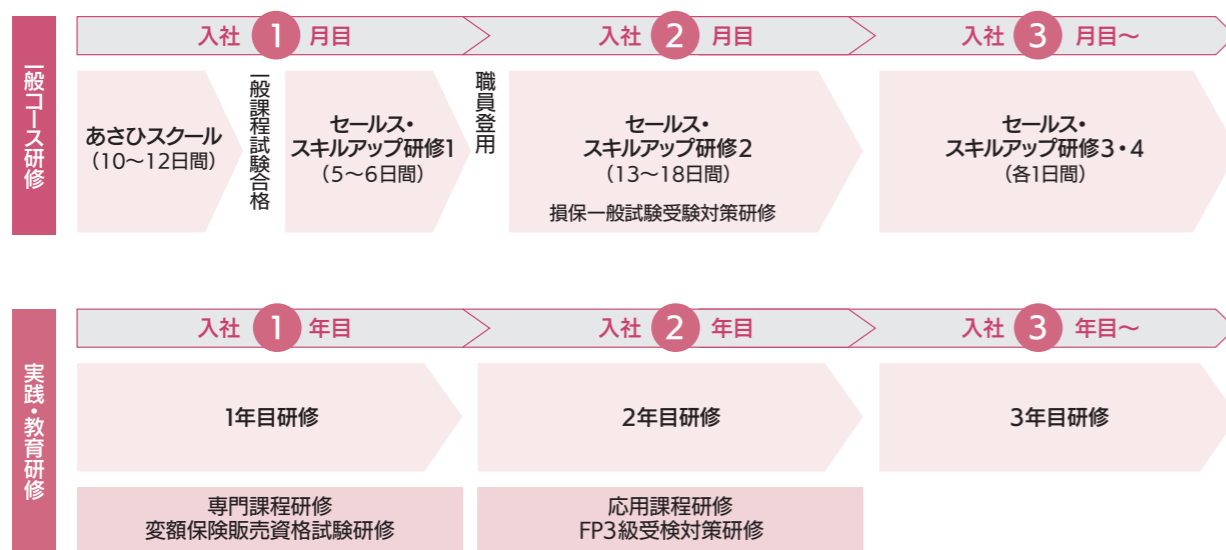 一般コース研修
入社 1 月目
入社 2 月目
入社 3 月目～
あさひスクール
（10～12日間）
一般課程試験合格
セールス・
スキルアップ研修1
（5～6日間）
職員登用
セールス・
スキルアップ研修2
（13～18日間）
損保一般試験受験対策研修
セールス・
スキルアップ研修3・4
（各1日間）
実践・教育研修
入社 1 年目
入社 2 年目
入社 3 年目～
1年目研修
2年目研修
3年目研修
専門課程研修
変額保険販売資格試験研修
応用課程研修
FP3級受検対策研修